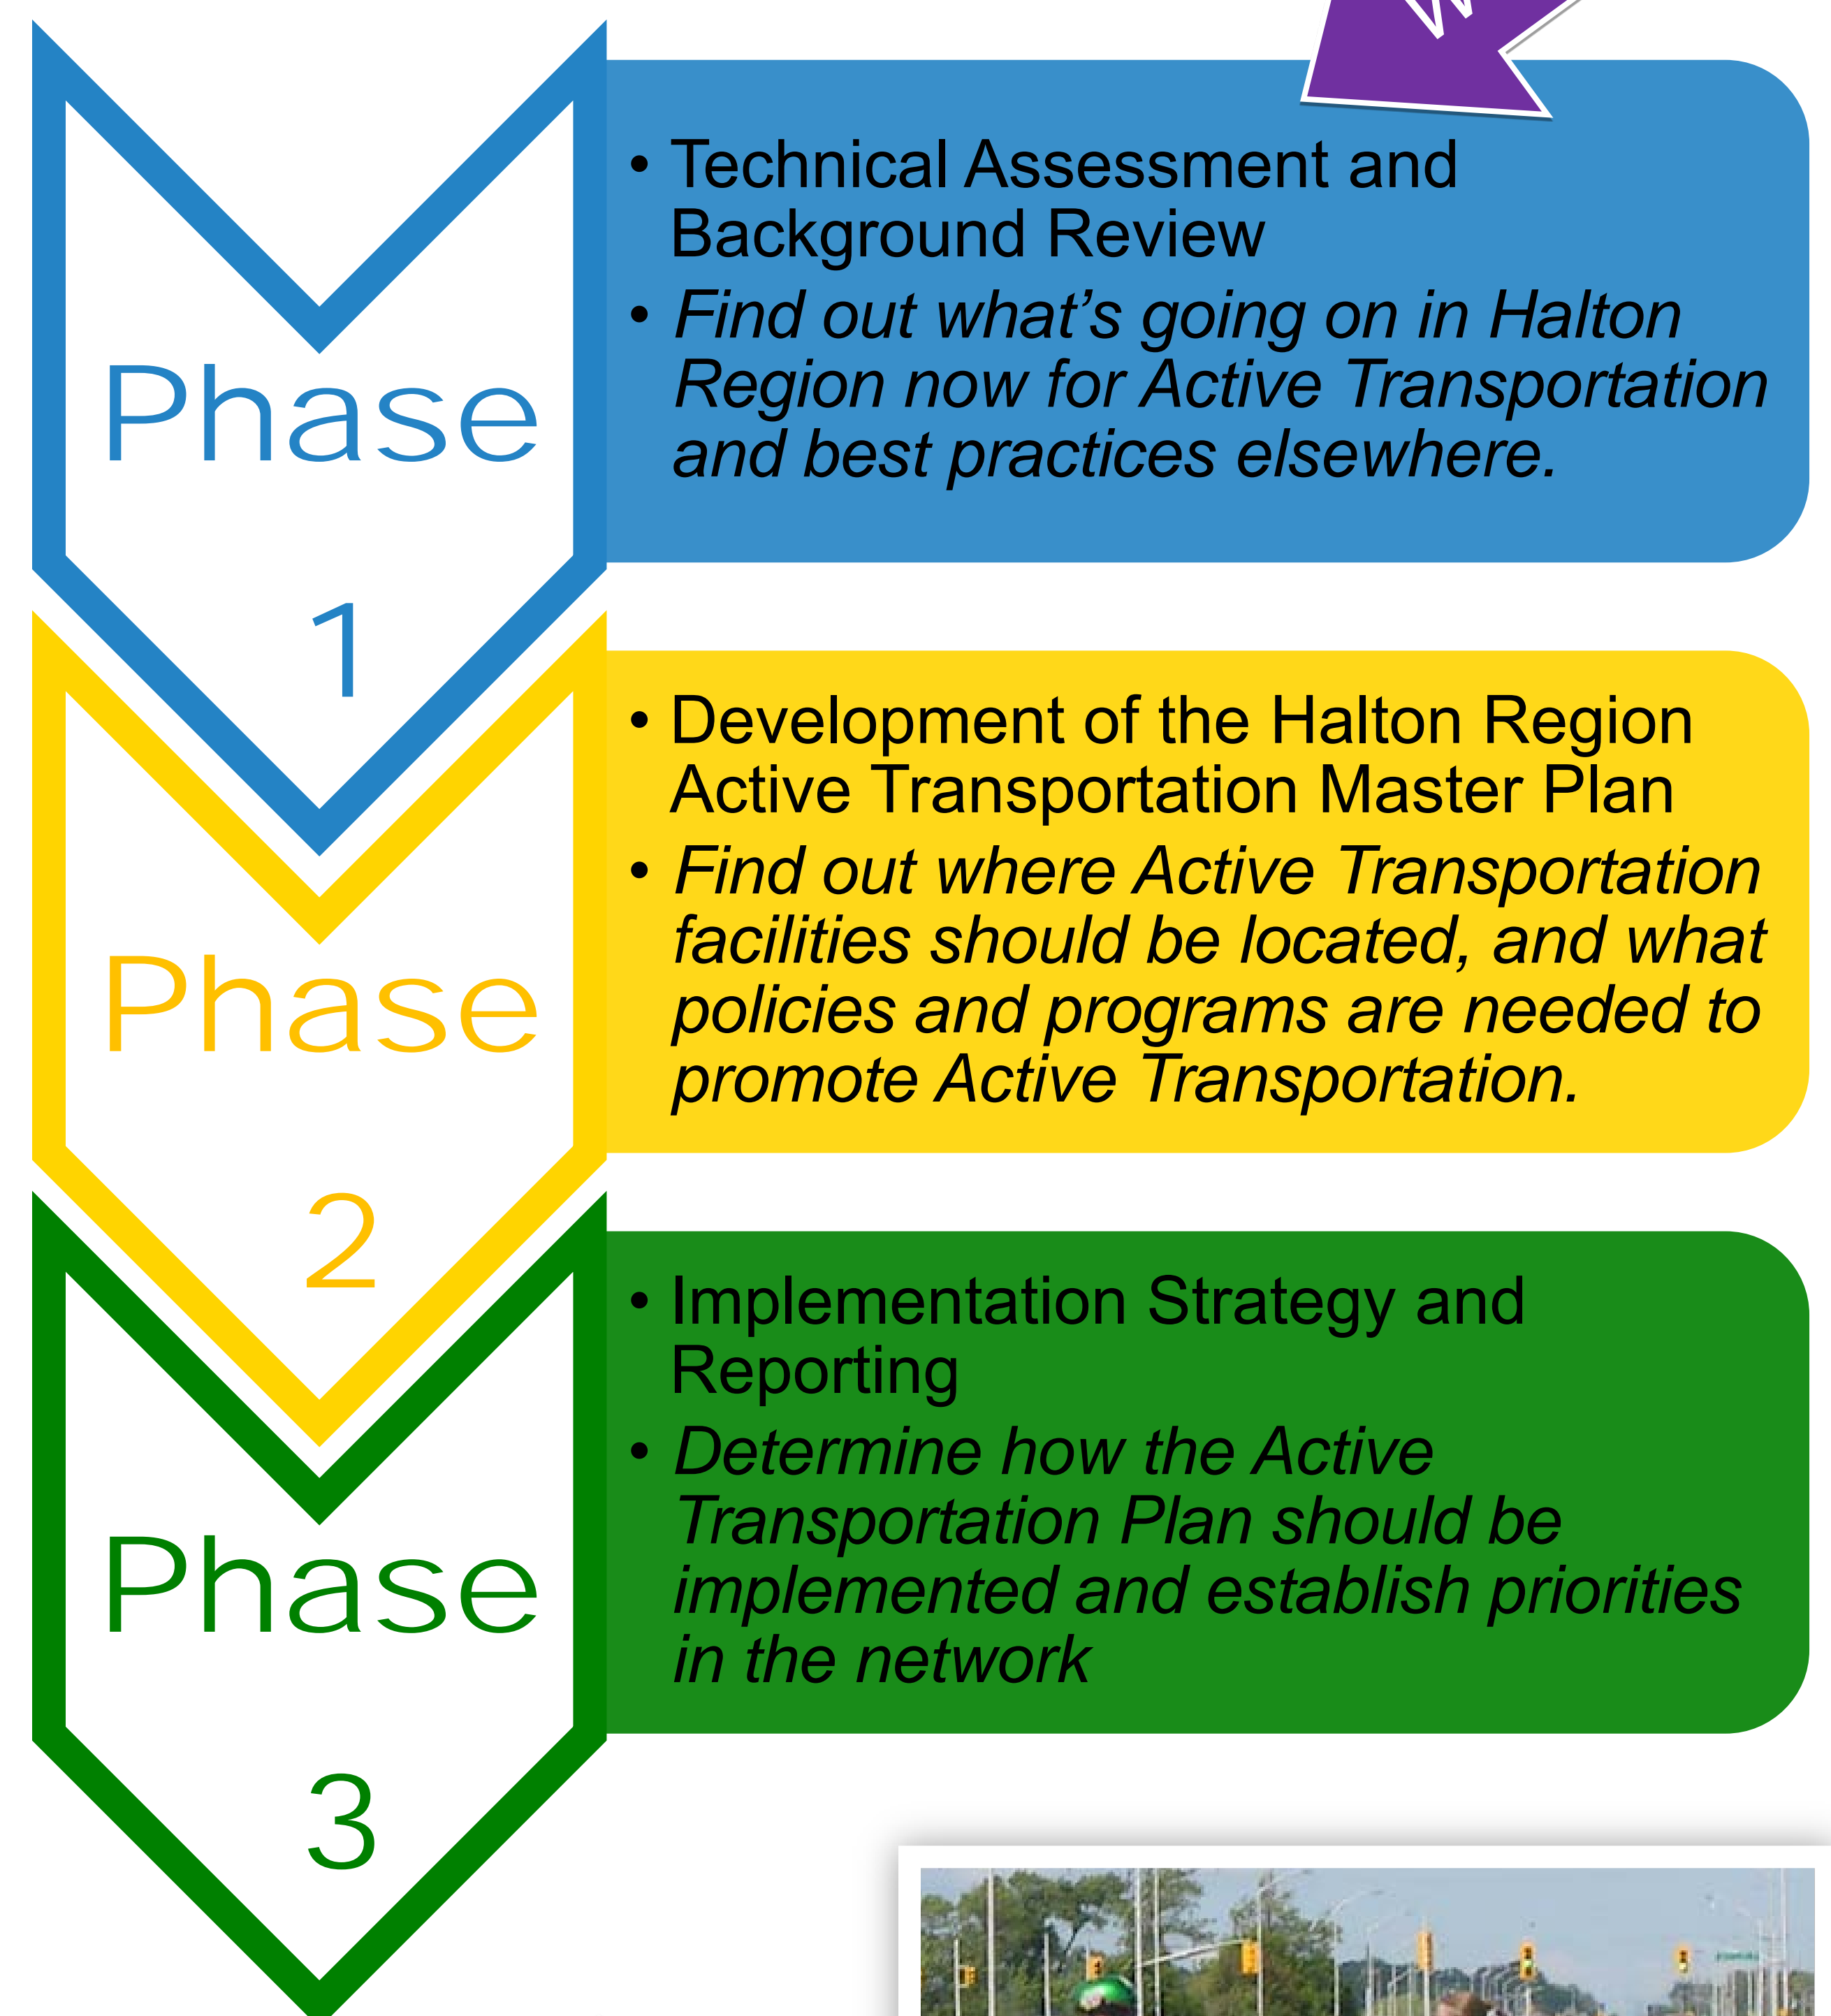 Phase
1
• Technical Assessment and
Background Review
• Find out what’s going on in Halton
Region now for Active Transportation
and best practices elsewhere.
Phase
2
• Development of the Halton Region
Active Transportation Master Plan
• Find out where Active Transportation
facilities should be located, and what
policies and programs are needed to
promote Active Transportation.
Phase
3
• Implementation Strategy and
Reporting
• Determine how the Active
Transportation Plan should be
implemented and establish priorities
in the network